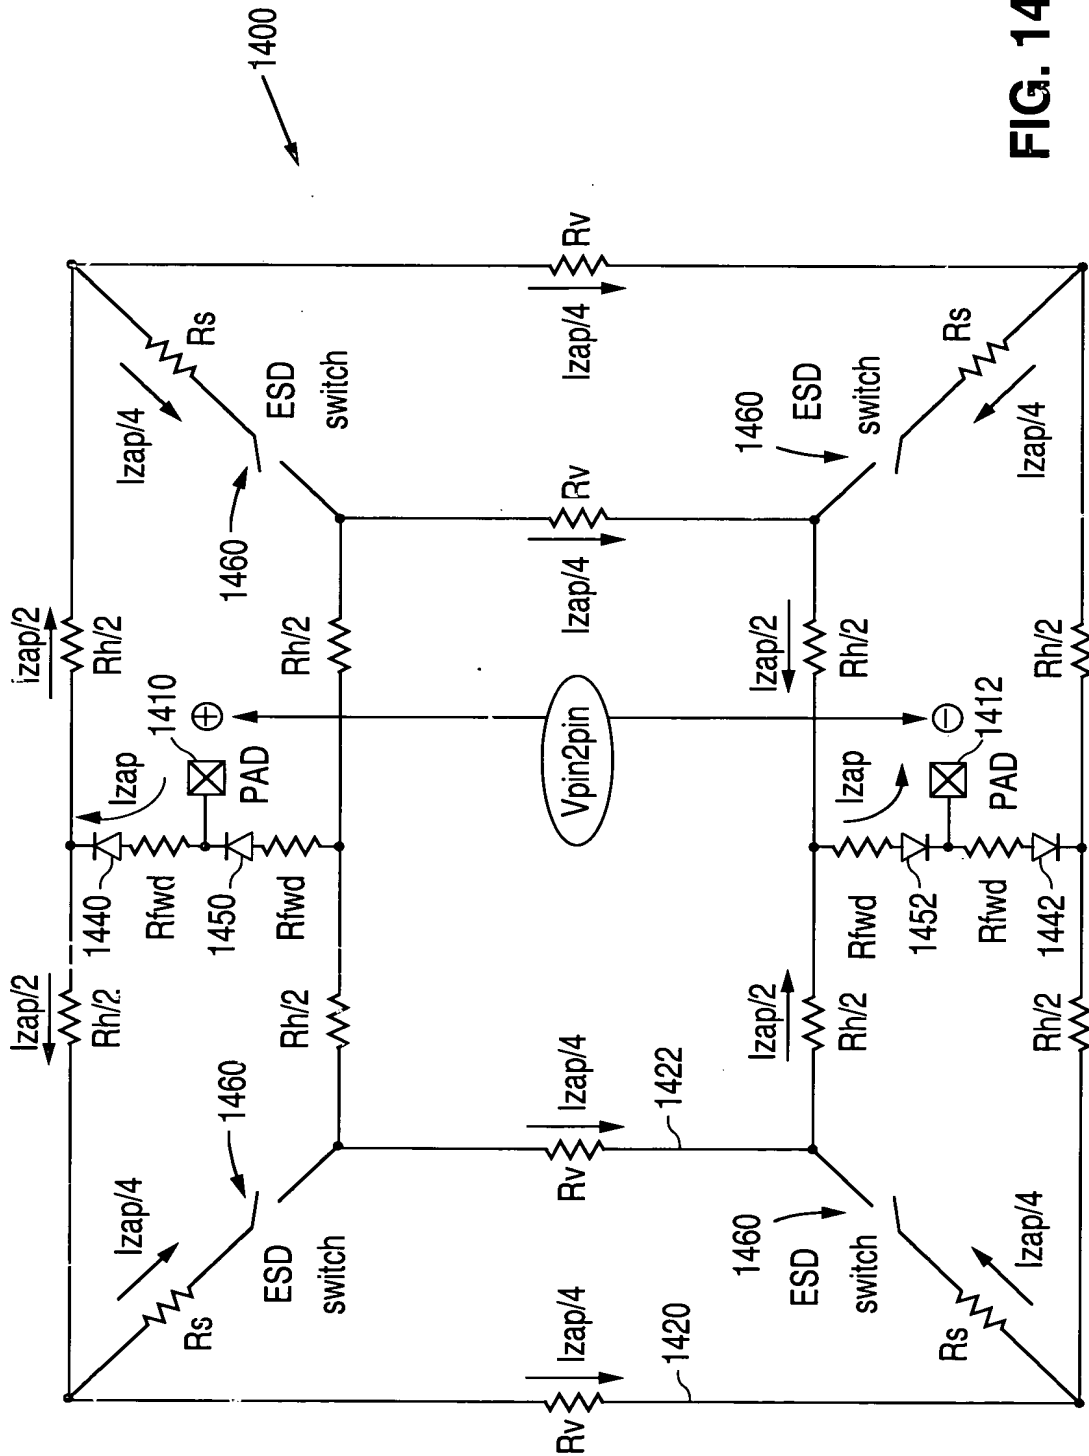 1400
FIG. 14
Izap/2
Rh/2
Izap/2
Rh/2
1440
Rfwd
1450
Rfwd
Izap
1410
PAD
+
Izap/4
Rs
1460
ESD
switch
Izap/4
Rs
1460
ESD
switch
Rh/2
Rh/2
Izap/4
Rv
1420
Izap/4
Rv
1422
Vpin2pin
Rv
Izap/4
Rv
Izap/4
Izap/2
Rh/2
Izap/2
Rh/2
Izap
Rfwd
1452
Rfwd
1442
1412
PAD
−
1460
ESD
switch
Rs
Izap/4
1460
ESD
switch
Rs
Izap/4
Rh/2
Rh/2